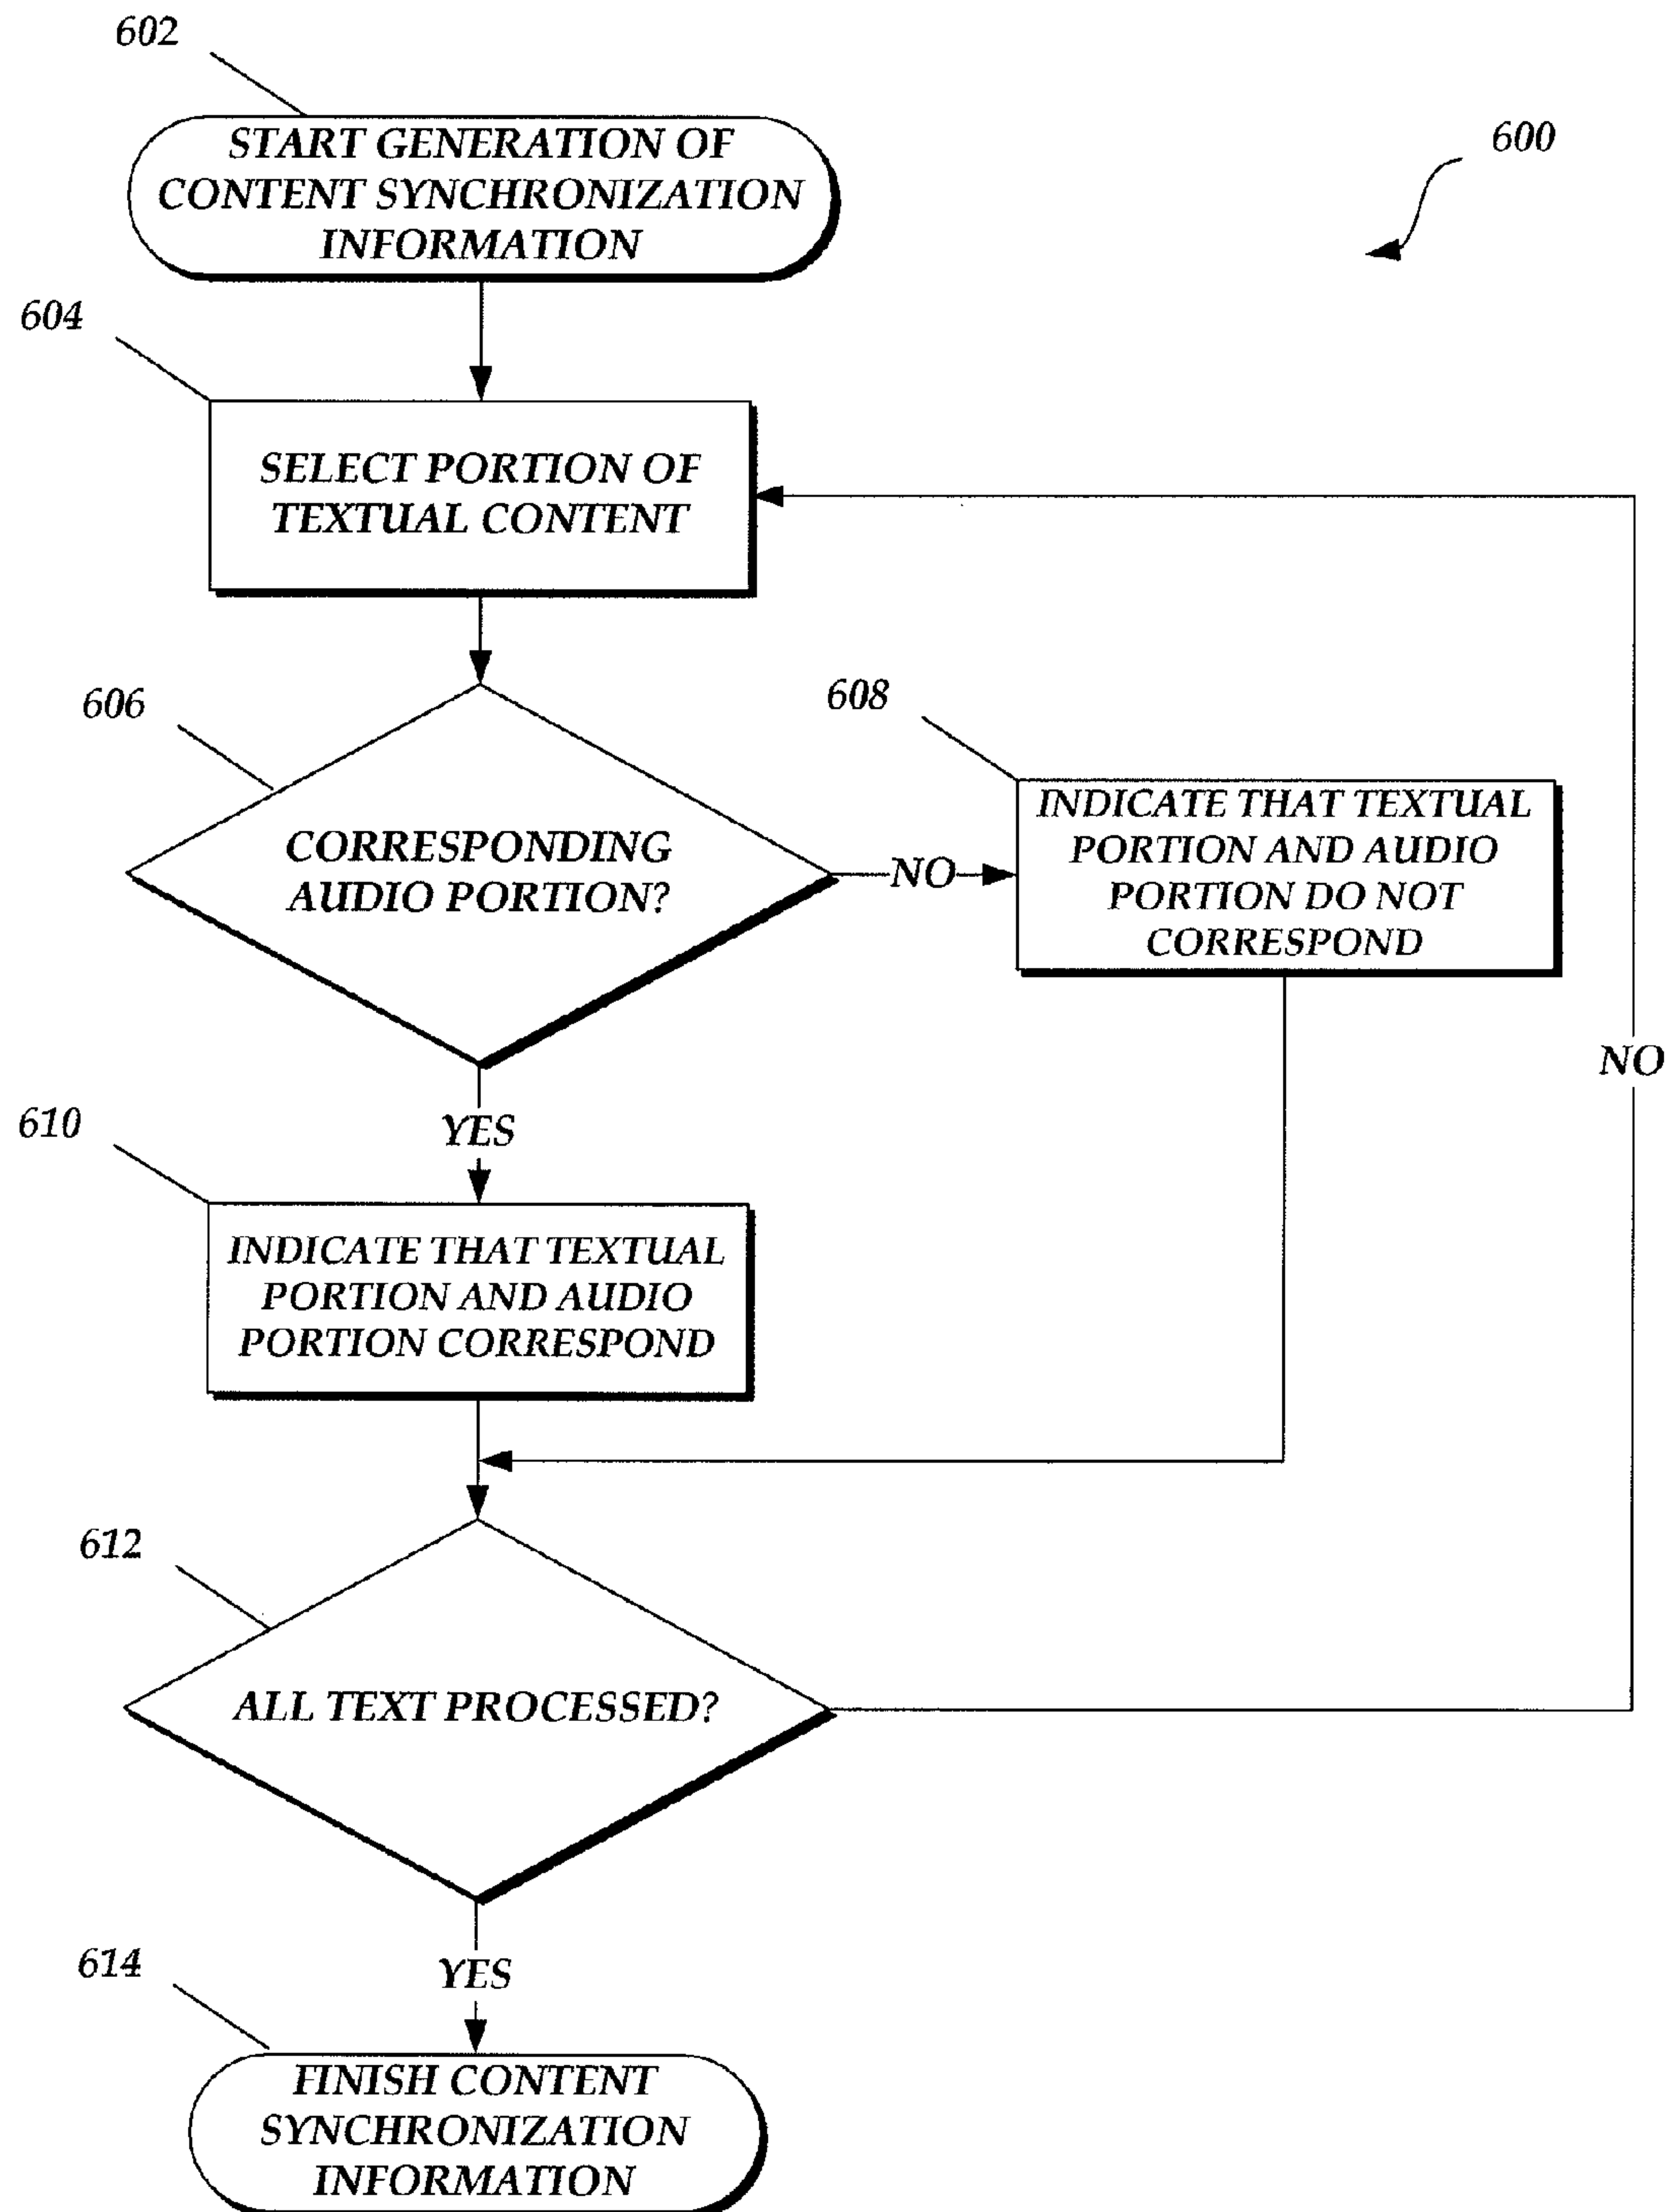 602
START GENERATION OF
CONTENT SYNCHRONIZATION
INFORMATION
600
604
SELECT PORTION OF
TEXTUAL CONTENT
606
CORRESPONDING
AUDIO PORTION?
NO
608
INDICATE THAT TEXTUAL
PORTION AND AUDIO
PORTION DO NOT
CORRESPOND
NO
YES
610
INDICATE THAT TEXTUAL
PORTION AND AUDIO
PORTION CORRESPOND
612
ALL TEXT PROCESSED?
YES
614
FINISH CONTENT
SYNCHRONIZATION
INFORMATION